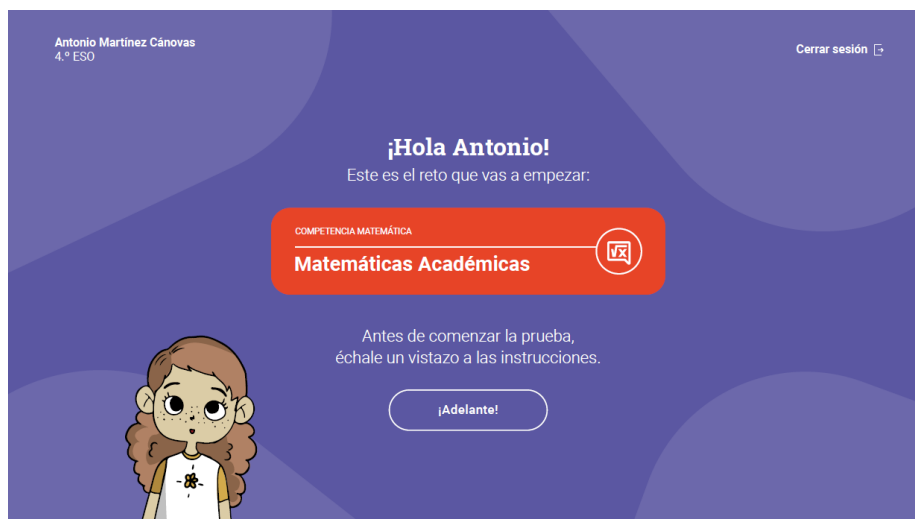 Antonio Martínez Cánovas
4.º ESO
Cerrar sesión
¡Hola Antonio!
Este es el reto que vas a empezar:
COMPETENCIA MATEMÁTICA
Matemáticas Académicas
√x
Antes de comenzar la prueba,
échale un vistazo a las instrucciones.
¡Adelante!